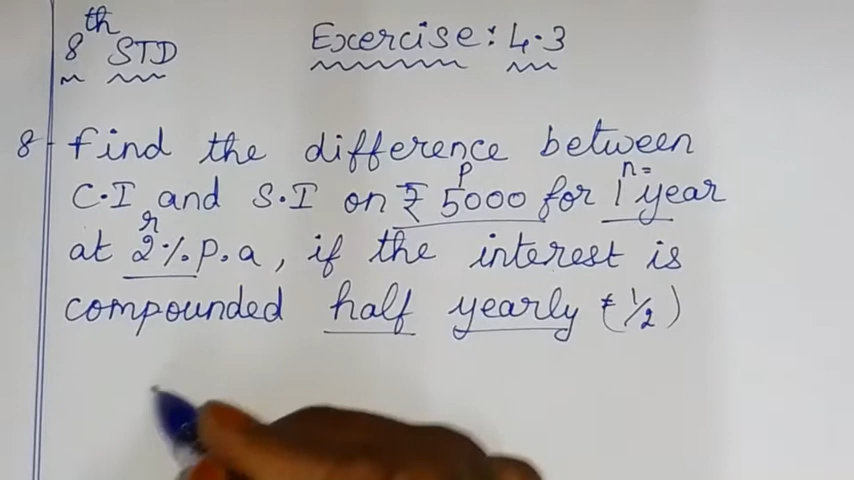 8th STD Exercise: 4.3
8 find the difference between
C.I and S.I on ₹ 5000 for 1 year
P n=
at 2%.p.a, if the interest is
r
compounded half yearly (1/2)